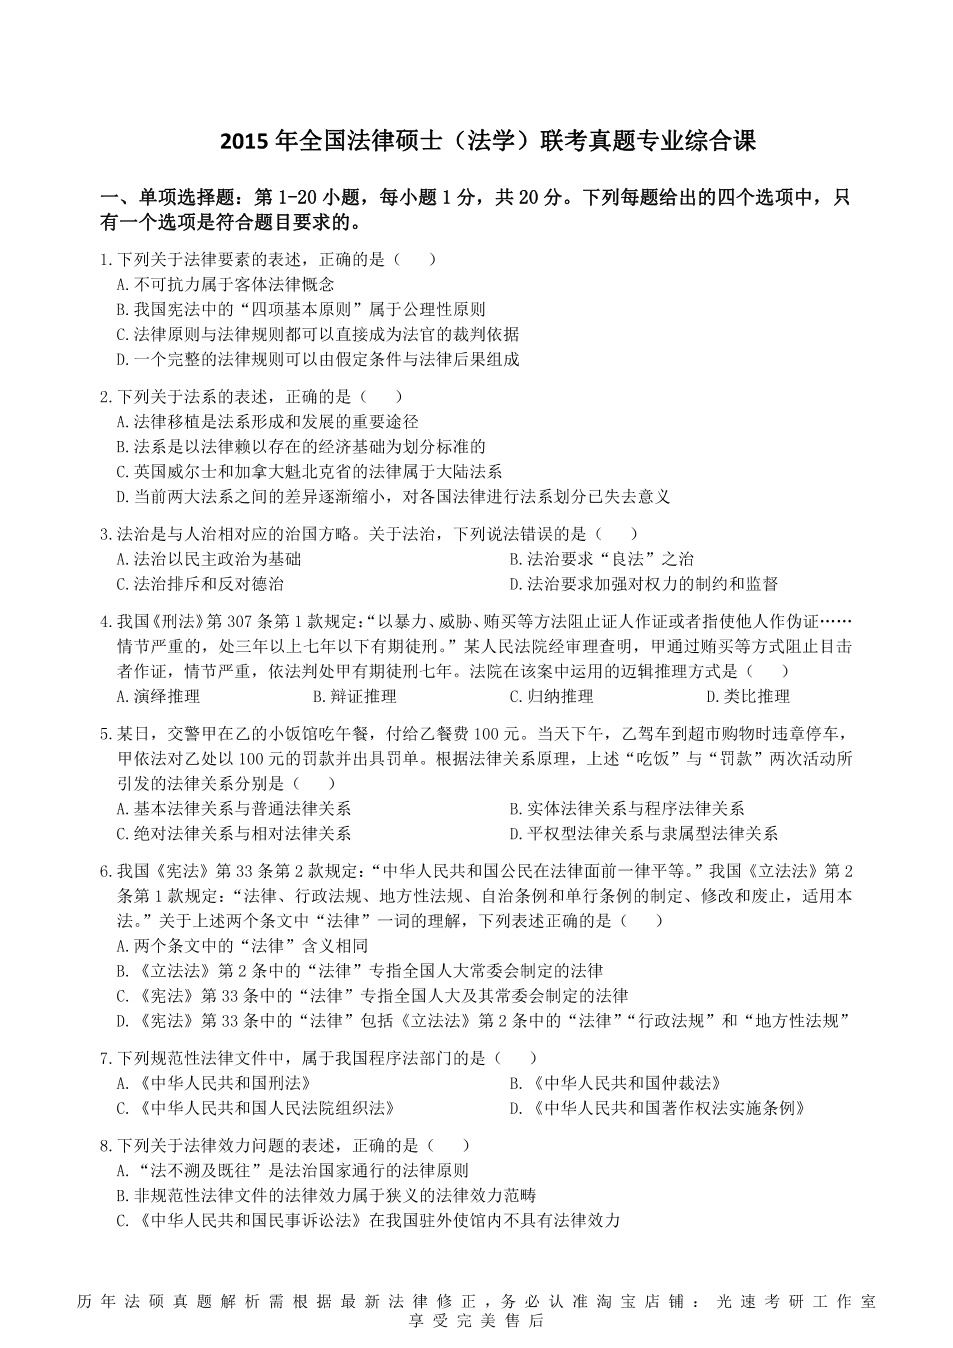 2015 年全国法律硕士（法学）联考真题专业综合课
一、单项选择题：第 1-20 小题，每小题 1 分，共 20 分。下列每题给出的四个选项中，只
有一个选项是符合题目要求的。
1.下列关于法律要素的表述，正确的是（　）
A.不可抗力属于客体法律慨念
B.我国宪法中的“四项基本原则”属于公理性原则
C.法律原则与法律规则都可以直接成为法官的裁判依据
D.一个完整的法律规则可以由假定条件与法律后果组成
2.下列关于法系的表述，正确的是（　）
A.法律移植是法系形成和发展的重要途径
B.法系是以法律赖以存在的经济基础为划分标准的
C.英国威尔士和加拿大魁北克省的法律属于大陆法系
D.当前两大法系之间的差异逐渐缩小，对各国法律进行法系划分已失去意义
3.法治是与人治相对应的治国方略。关于法治，下列说法错误的是（　）
A.法治以民主政治为基础 B.法治要求“良法”之治
C.法治排斥和反对德治 D.法治要求加强对权力的制约和监督
4.我国《刑法》第 307 条第 1 款规定：“以暴力、威胁、贿买等方法阻止证人作证或者指使他人作伪证……
情节严重的，处三年以上七年以下有期徒刑。”某人民法院经审理查明，甲通过贿买等方式阻止目击
者作证，情节严重，依法判处甲有期徒刑七年。法院在该案中运用的迈辑推理方式是（　）
A.演绎推理 B.辩证推理 C.归纳推理 D.类比推理
5.某日，交警甲在乙的小饭馆吃午餐，付给乙餐费 100 元。当天下午，乙驾车到超市购物时违章停车，
甲依法对乙处以 100 元的罚款并出具罚单。根据法律关系原理，上述“吃饭”与“罚款”两次活动所
引发的法律关系分别是（　）
A.基本法律关系与普通法律关系 B.实体法律关系与程序法律关系
C.绝对法律关系与相对法律关系 D.平权型法律关系与隶属型法律关系
6.我国《宪法》第 33 条第 2 款规定：“中华人民共和国公民在法律面前一律平等。”我国《立法法》第 2
条第 1 款规定：“法律、行政法规、地方性法规、自治条例和单行条例的制定、修改和废止，适用本
法。”关于上述两个条文中“法律”一词的理解，下列表述正确的是（　）
A.两个条文中的“法律”含义相同
B.《立法法》第 2 条中的“法律”专指全国人大常委会制定的法律
C.《宪法》第 33 条中的“法律”专指全国人大及其常委会制定的法律
D.《宪法》第 33 条中的“法律”包括《立法法》第 2 条中的“法律”“行政法规”和“地方性法规”
7.下列规范性法律文件中，属于我国程序法部门的是（　）
A.《中华人民共和国刑法》 B.《中华人民共和国仲裁法》
C.《中华人民共和国人民法院组织法》 D.《中华人民共和国著作权法实施条例》
8.下列关于法律效力问题的表述，正确的是（　）
A.“法不溯及既往”是法治国家通行的法律原则
B.非规范性法律文件的法律效力属于狭义的法律效力范畴
C.《中华人民共和国民事诉讼法》在我国驻外使馆内不具有法律效力
历年法硕真题解析需根据最新法律修正,务必认准淘宝店铺：光速考研工作室
享受完美售后